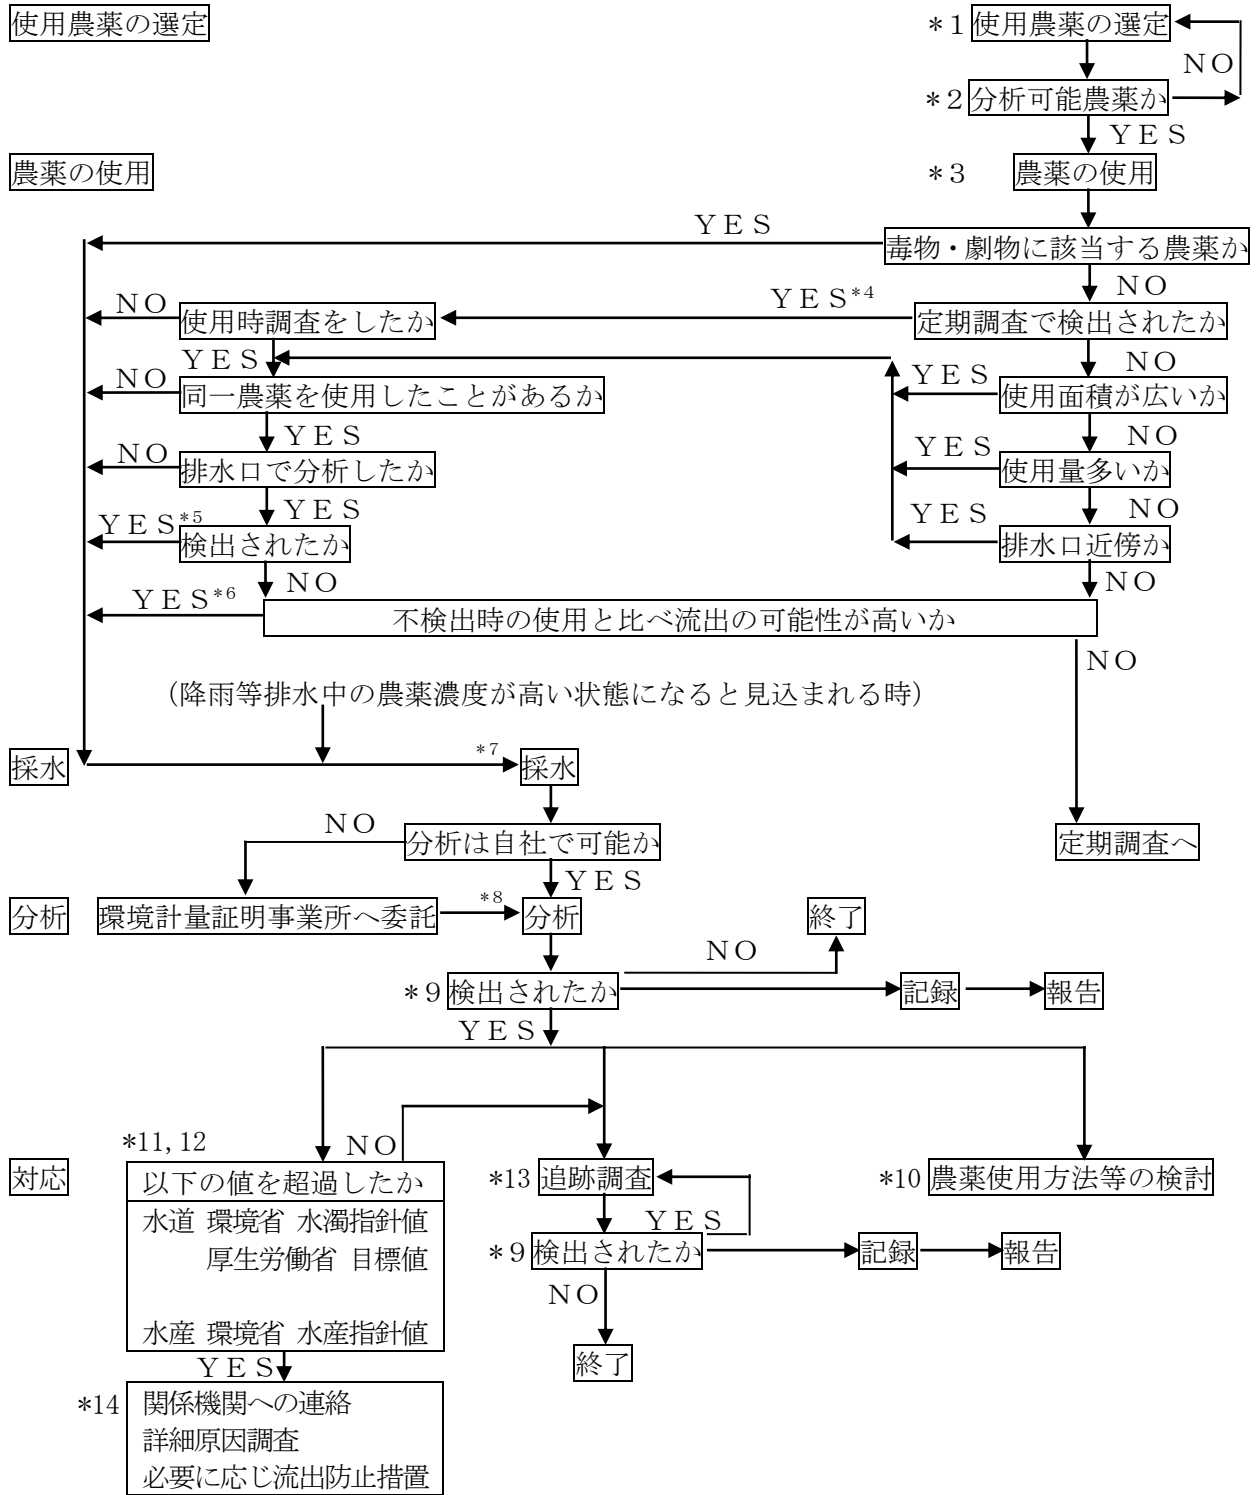 使用農薬の選定
*1 使用農薬の選定
NO
*2 分析可能農薬か
YES
農薬の使用
*3 農薬の使用
YES
毒物・劇物に該当する農薬か
NO
NO
使用時調査をしたか
YES*4
定期調査で検出されたか
YES
NO
NO
同一農薬を使用したことがあるか
YES
使用面積が広いか
YES
NO
NO
排水口で分析したか
YES
使用量多いか
YES
NO
YES*5
検出されたか
YES
排水口近傍か
NO
NO
YES*6
不検出時の使用と比べ流出の可能性が高いか
NO
(降雨等排水中の農薬濃度が高い状態になると見込まれる時)
採水
*7
採水
NO
分析は自社で可能か
定期調査へ
YES
分析
環境計量証明事業所へ委託
*8
分析
終了
NO
*9 検出されたか
記録
報告
YES
*11,12
NO
対応
以下の値を超過したか
*13 追跡調査
*10 農薬使用方法等の検討
水道 環境省 水濁指針値
YES
厚生労働省 目標値
*9 検出されたか
記録
報告
NO
水産 環境省 水産指針値
YES
終了
*14 関係機関への連絡
詳細原因調査
必要に応じ流出防止措置